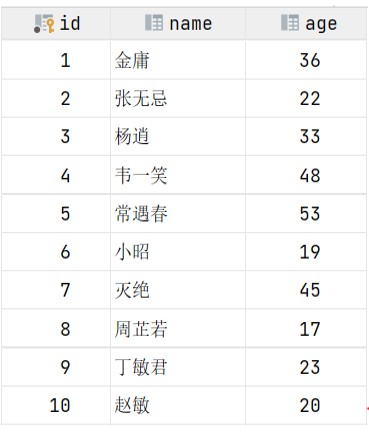 id name age
1 金庸 36
2 张无忌 22
3 杨逍 33
4 韦一笑 48
5 常遇春 53
6 小昭 19
7 灭绝 45
8 周芷若 17
9 丁敏君 23
10 赵敏 20